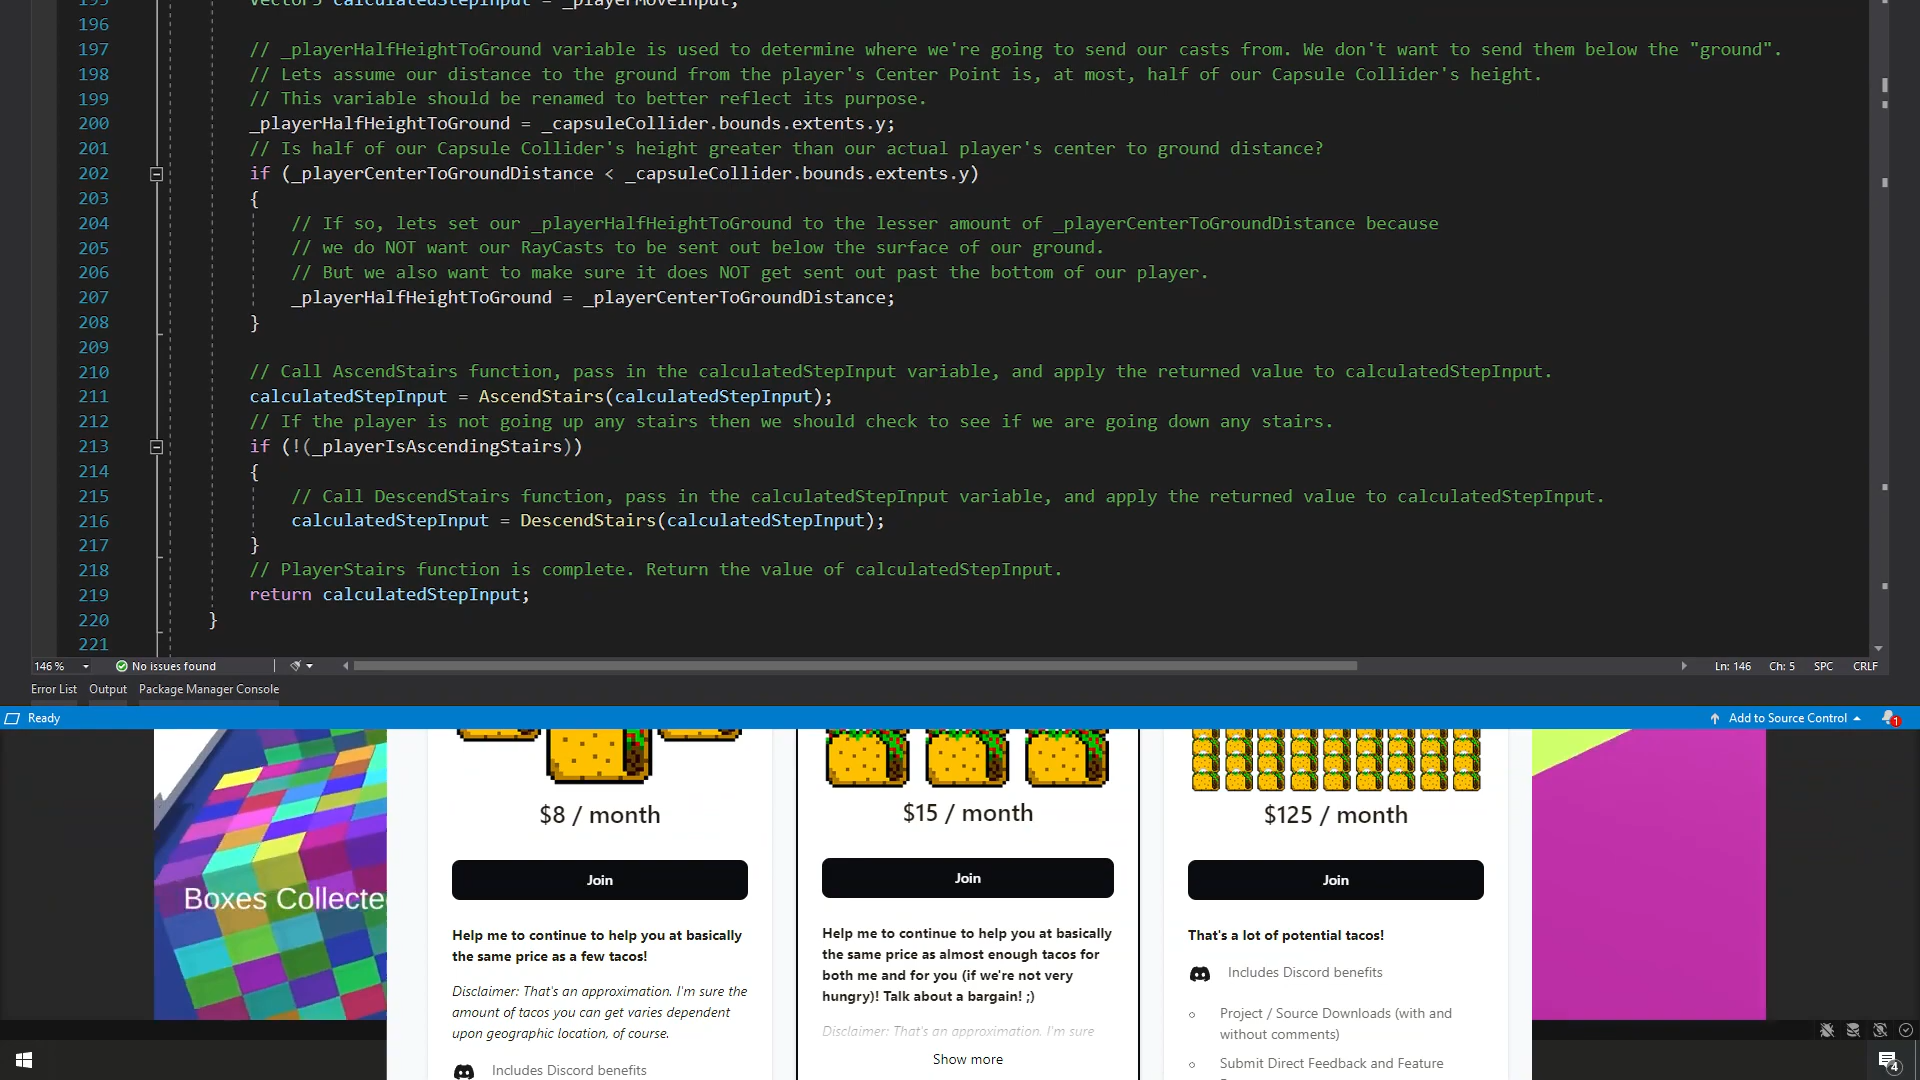 195 Vector3 calculatedStepInput = _playerMoveInput;
196
197 // _playerHalfHeightToGround variable is used to determine where we're going to send our casts from. We don't want to send them below the "ground".
198 // Lets assume our distance to the ground from the player's Center Point is, at most, half of our Capsule Collider's height.
199 // This variable should be renamed to better reflect its purpose.
200 _playerHalfHeightToGround = _capsuleCollider.bounds.extents.y;
201 // Is half of our Capsule Collider's height greater than our actual player's center to ground distance?
202 if (_playerCenterToGroundDistance < _capsuleCollider.bounds.extents.y)
203 {
204 // If so, lets set our _playerHalfHeightToGround to the lesser amount of _playerCenterToGroundDistance because
205 // we do NOT want our RayCasts to be sent out below the surface of our ground.
206 // But we also want to make sure it does NOT get sent out past the bottom of our player.
207 _playerHalfHeightToGround = _playerCenterToGroundDistance;
208 }
209
210 // Call AscendStairs function, pass in the calculatedStepInput variable, and apply the returned value to calculatedStepInput.
211 calculatedStepInput = AscendStairs(calculatedStepInput);
212 // If the player is not going up any stairs then we should check to see if we are going down any stairs.
213 if (!(_playerIsAscendingStairs))
214 {
215 // Call DescendStairs function, pass in the calculatedStepInput variable, and apply the returned value to calculatedStepInput.
216 calculatedStepInput = DescendStairs(calculatedStepInput);
217 }
218 // PlayerStairs function is complete. Return the value of calculatedStepInput.
219 return calculatedStepInput;
220 }
221
146 % No issues found Ln: 146 Ch: 5 SPC CRLF
Error List Output Package Manager Console
Ready Add to Source Control 1
Boxes Collecte
$8 / month
Join
Help me to continue to help you at basically
the same price as a few tacos!
Disclaimer: That's an approximation. I'm sure the
amount of tacos you can get varies dependent
upon geographic location, of course.
Includes Discord benefits
$15 / month
Join
Help me to continue to help you at basically
the same price as almost enough tacos for
both me and for you (if we're not very
hungry)! Talk about a bargain! ;)
Disclaimer: That's an approximation. I'm sure
Show more
$125 / month
Join
That's a lot of potential tacos!
Includes Discord benefits
Project / Source Downloads (with and
without comments)
Submit Direct Feedback and Feature
4